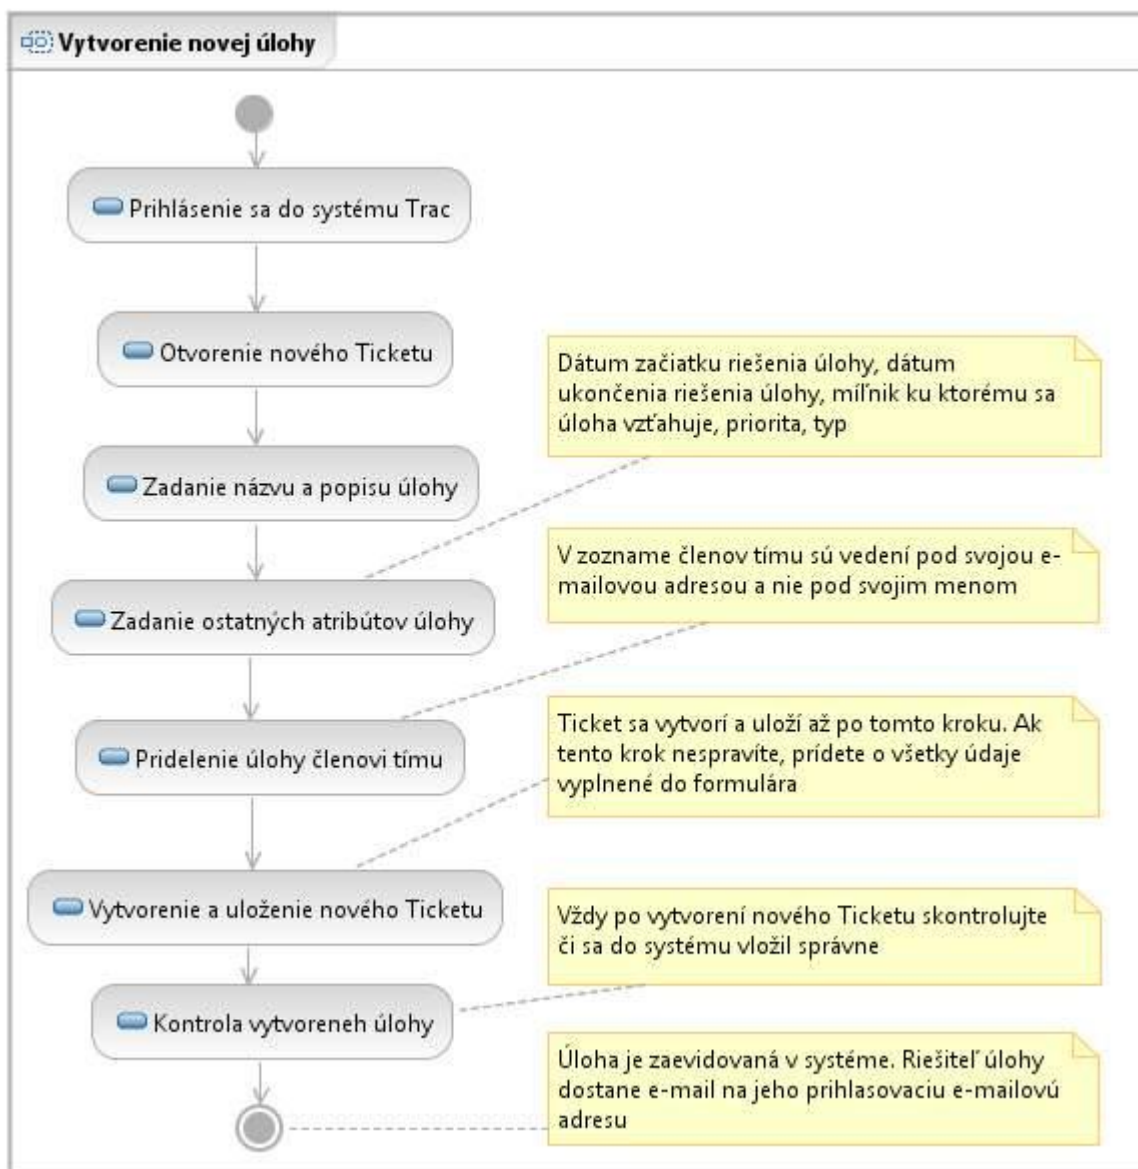 Vytvorenie novej úlohy
Prihlásenie sa do systému Trac
Otvorenie nového Ticketu
Dátum začiatku riešenia úlohy, dátum
ukončenia riešenia úlohy, míľnik ku ktorému sa
úloha vzťahuje, priorita, typ
Zadanie názvu a popisu úlohy
V zozname členov tímu sú vedení pod svojou e-
mailovou adresou a nie pod svojim menom
Zadanie ostatných atribútov úlohy
Ticket sa vytvorí a uloží až po tomto kroku. Ak
tento krok nespravíte, prídete o všetky údaje
vyplnené do formulára
Pridelenie úlohy členovi tímu
Vytvorenie a uloženie nového Ticketu
Vždy po vytvorení nového Ticketu skontrolujte
či sa do systému vložil správne
Kontrola vytvoreneh úlohy
Úloha je zaevidovaná v systéme. Riešiteľ úlohy
dostane e-mail na jeho prihlasovaciu e-mailovú
adresu